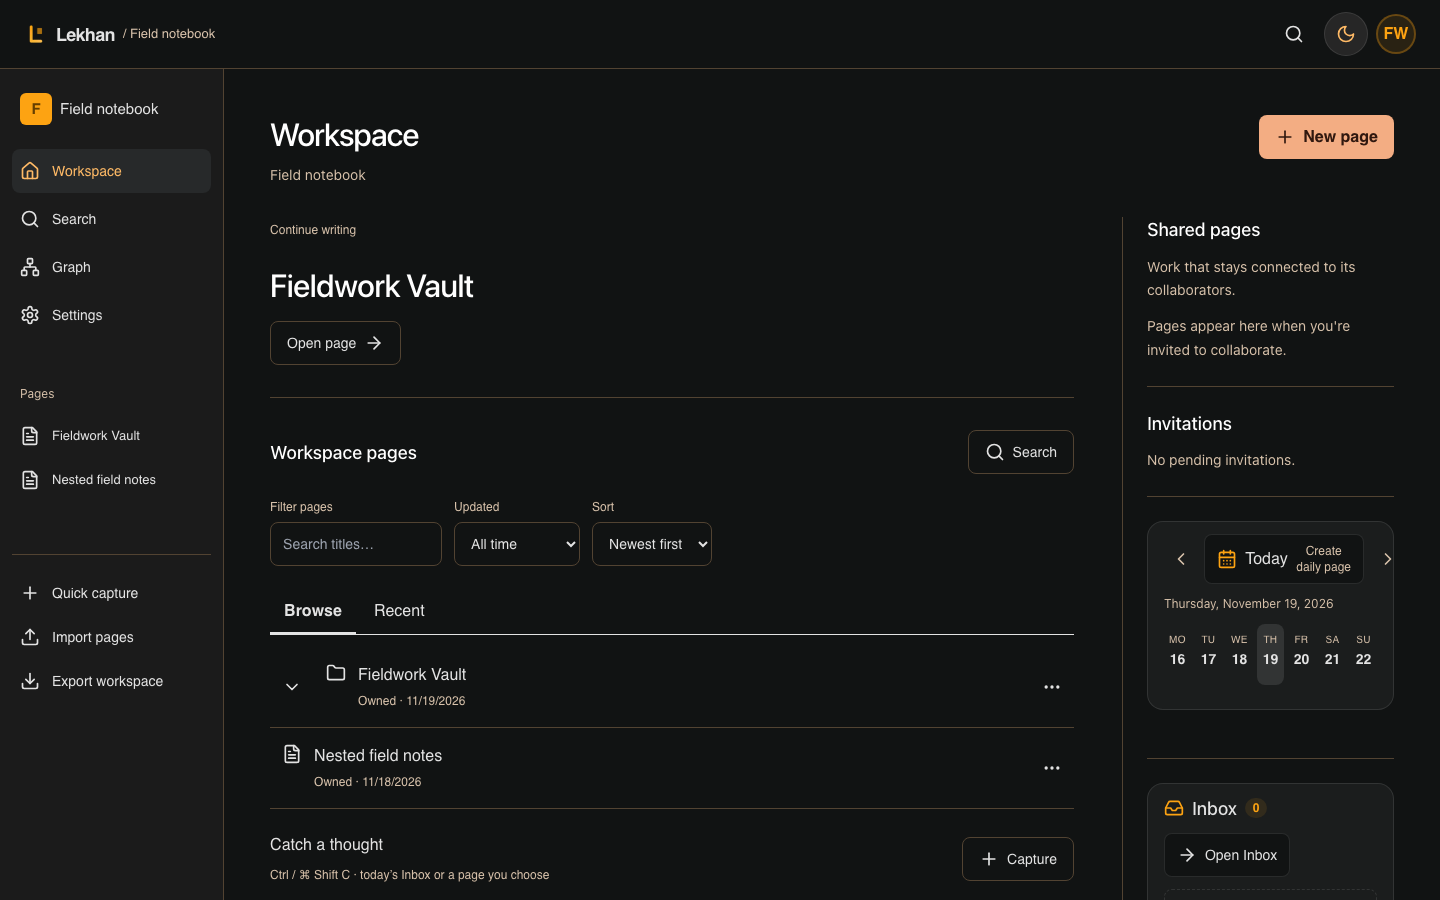 Lekhan / Field notebook
FW
F Field notebook
Workspace
Search
Graph
Settings
Pages
Fieldwork Vault
Nested field notes
Quick capture
Import pages
Export workspace
Workspace
Field notebook
New page
Continue writing
Fieldwork Vault
Open page
Workspace pages
Search
Filter pages
Updated
Sort
Search titles…
All time
Newest first
Browse
Recent
Fieldwork Vault
Owned · 11/19/2026
Nested field notes
Owned · 11/18/2026
Catch a thought
Ctrl / ⌘ Shift C · today's Inbox or a page you choose
Capture
Shared pages
Work that stays connected to its
collaborators.
Pages appear here when you're
invited to collaborate.
Invitations
No pending invitations.
Today
Create
daily page
Thursday, November 19, 2026
MO TU WE TH FR SA SU
16 17 18 19 20 21 22
Inbox 0
Open Inbox